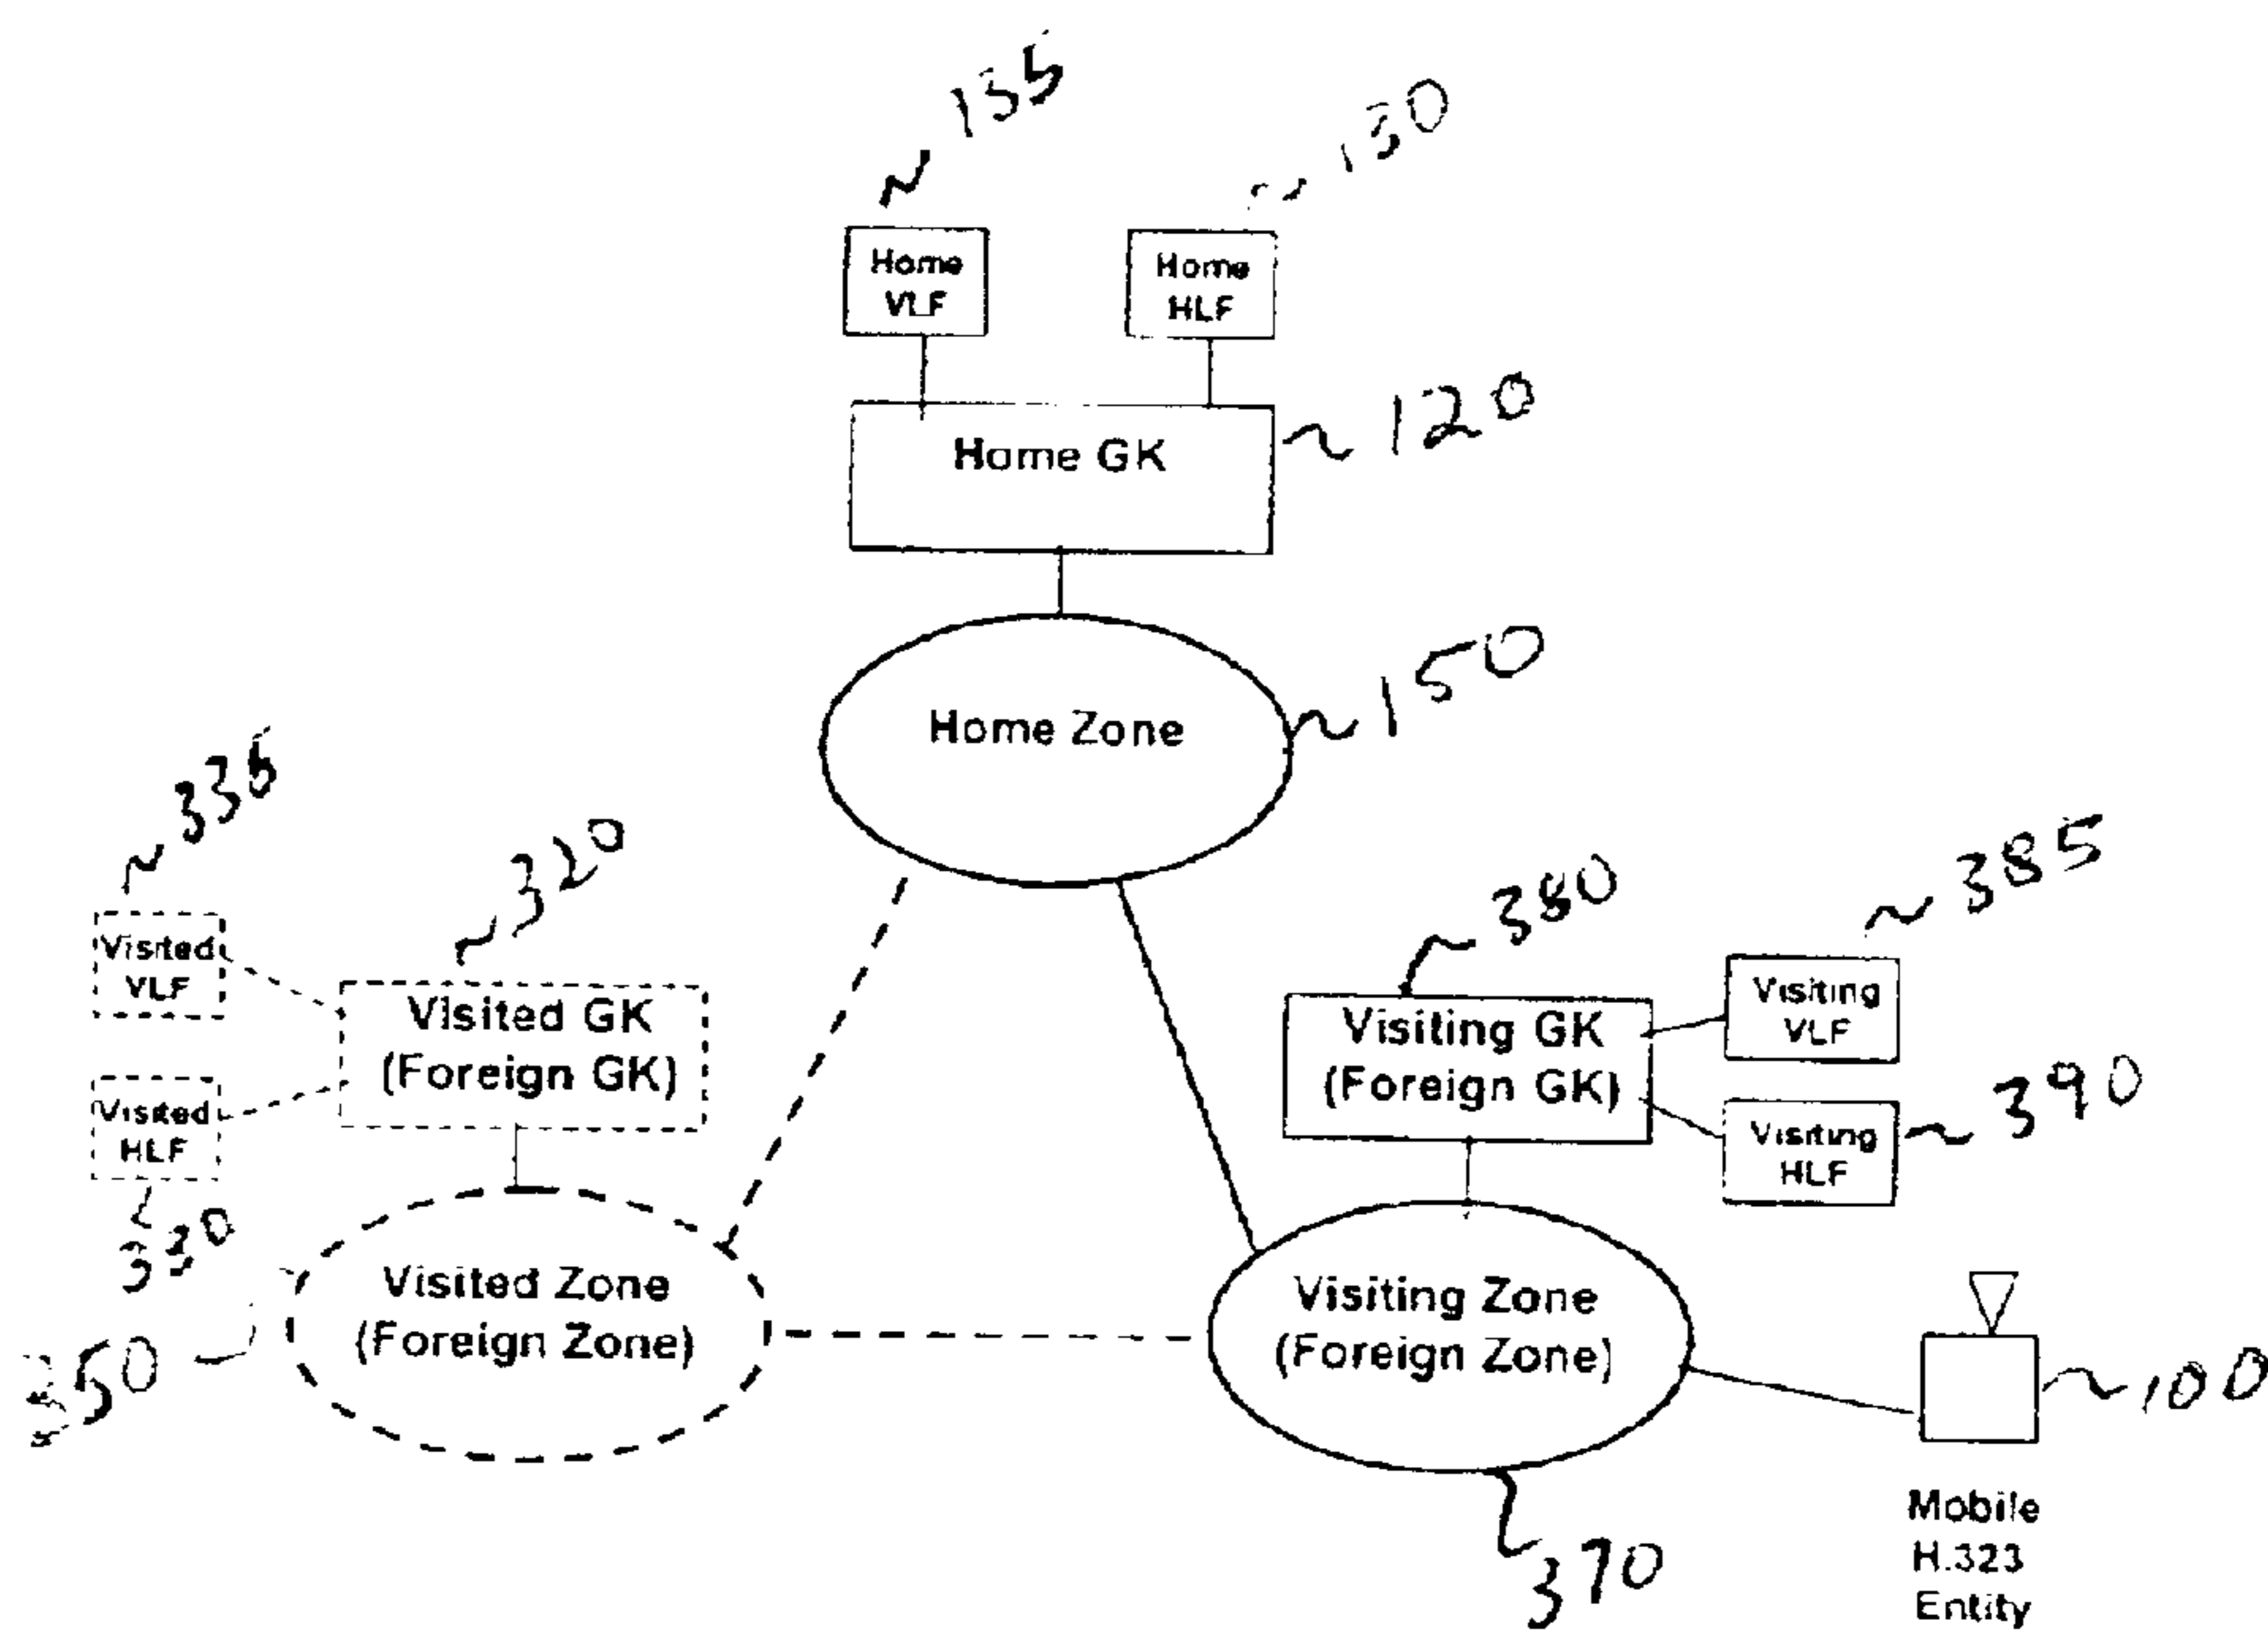 155
130
Home
VLF
Home
HLF
Home GK
120
Home Zone
150
335
320
Visited
VLF
Visited GK
(Foreign GK)
Visited
HLF
330
380
385
Visiting GK
(Foreign GK)
Visiting
VLF
390
Visiting
HLF
Visited Zone
(Foreign Zone)
350
Visiting Zone
(Foreign Zone)
370
100
Mobile
H.323
Entity